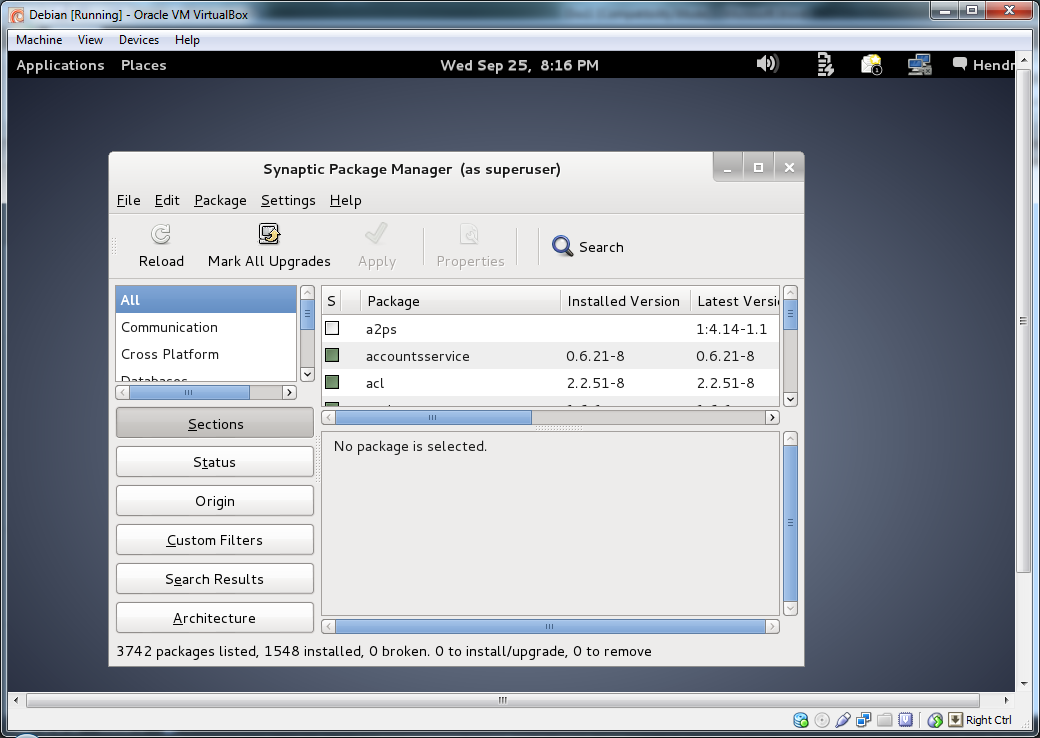 Debian [Running] - Oracle VM VirtualBox
Machine View Devices Help
Applications Places Wed Sep 25, 8:16 PM Hendr
Synaptic Package Manager (as superuser)
File Edit Package Settings Help
Reload Mark All Upgrades Apply Properties Search
All
Communication
Cross Platform
Databases
S Package Installed Version Latest Versi
a2ps 1:4.14-1.1
accountsservice 0.6.21-8 0.6.21-8
acl 2.2.51-8 2.2.51-8
Sections
Status
Origin
Custom Filters
Search Results
Architecture
No package is selected.
3742 packages listed, 1548 installed, 0 broken. 0 to install/upgrade, 0 to remove
Right Ctrl